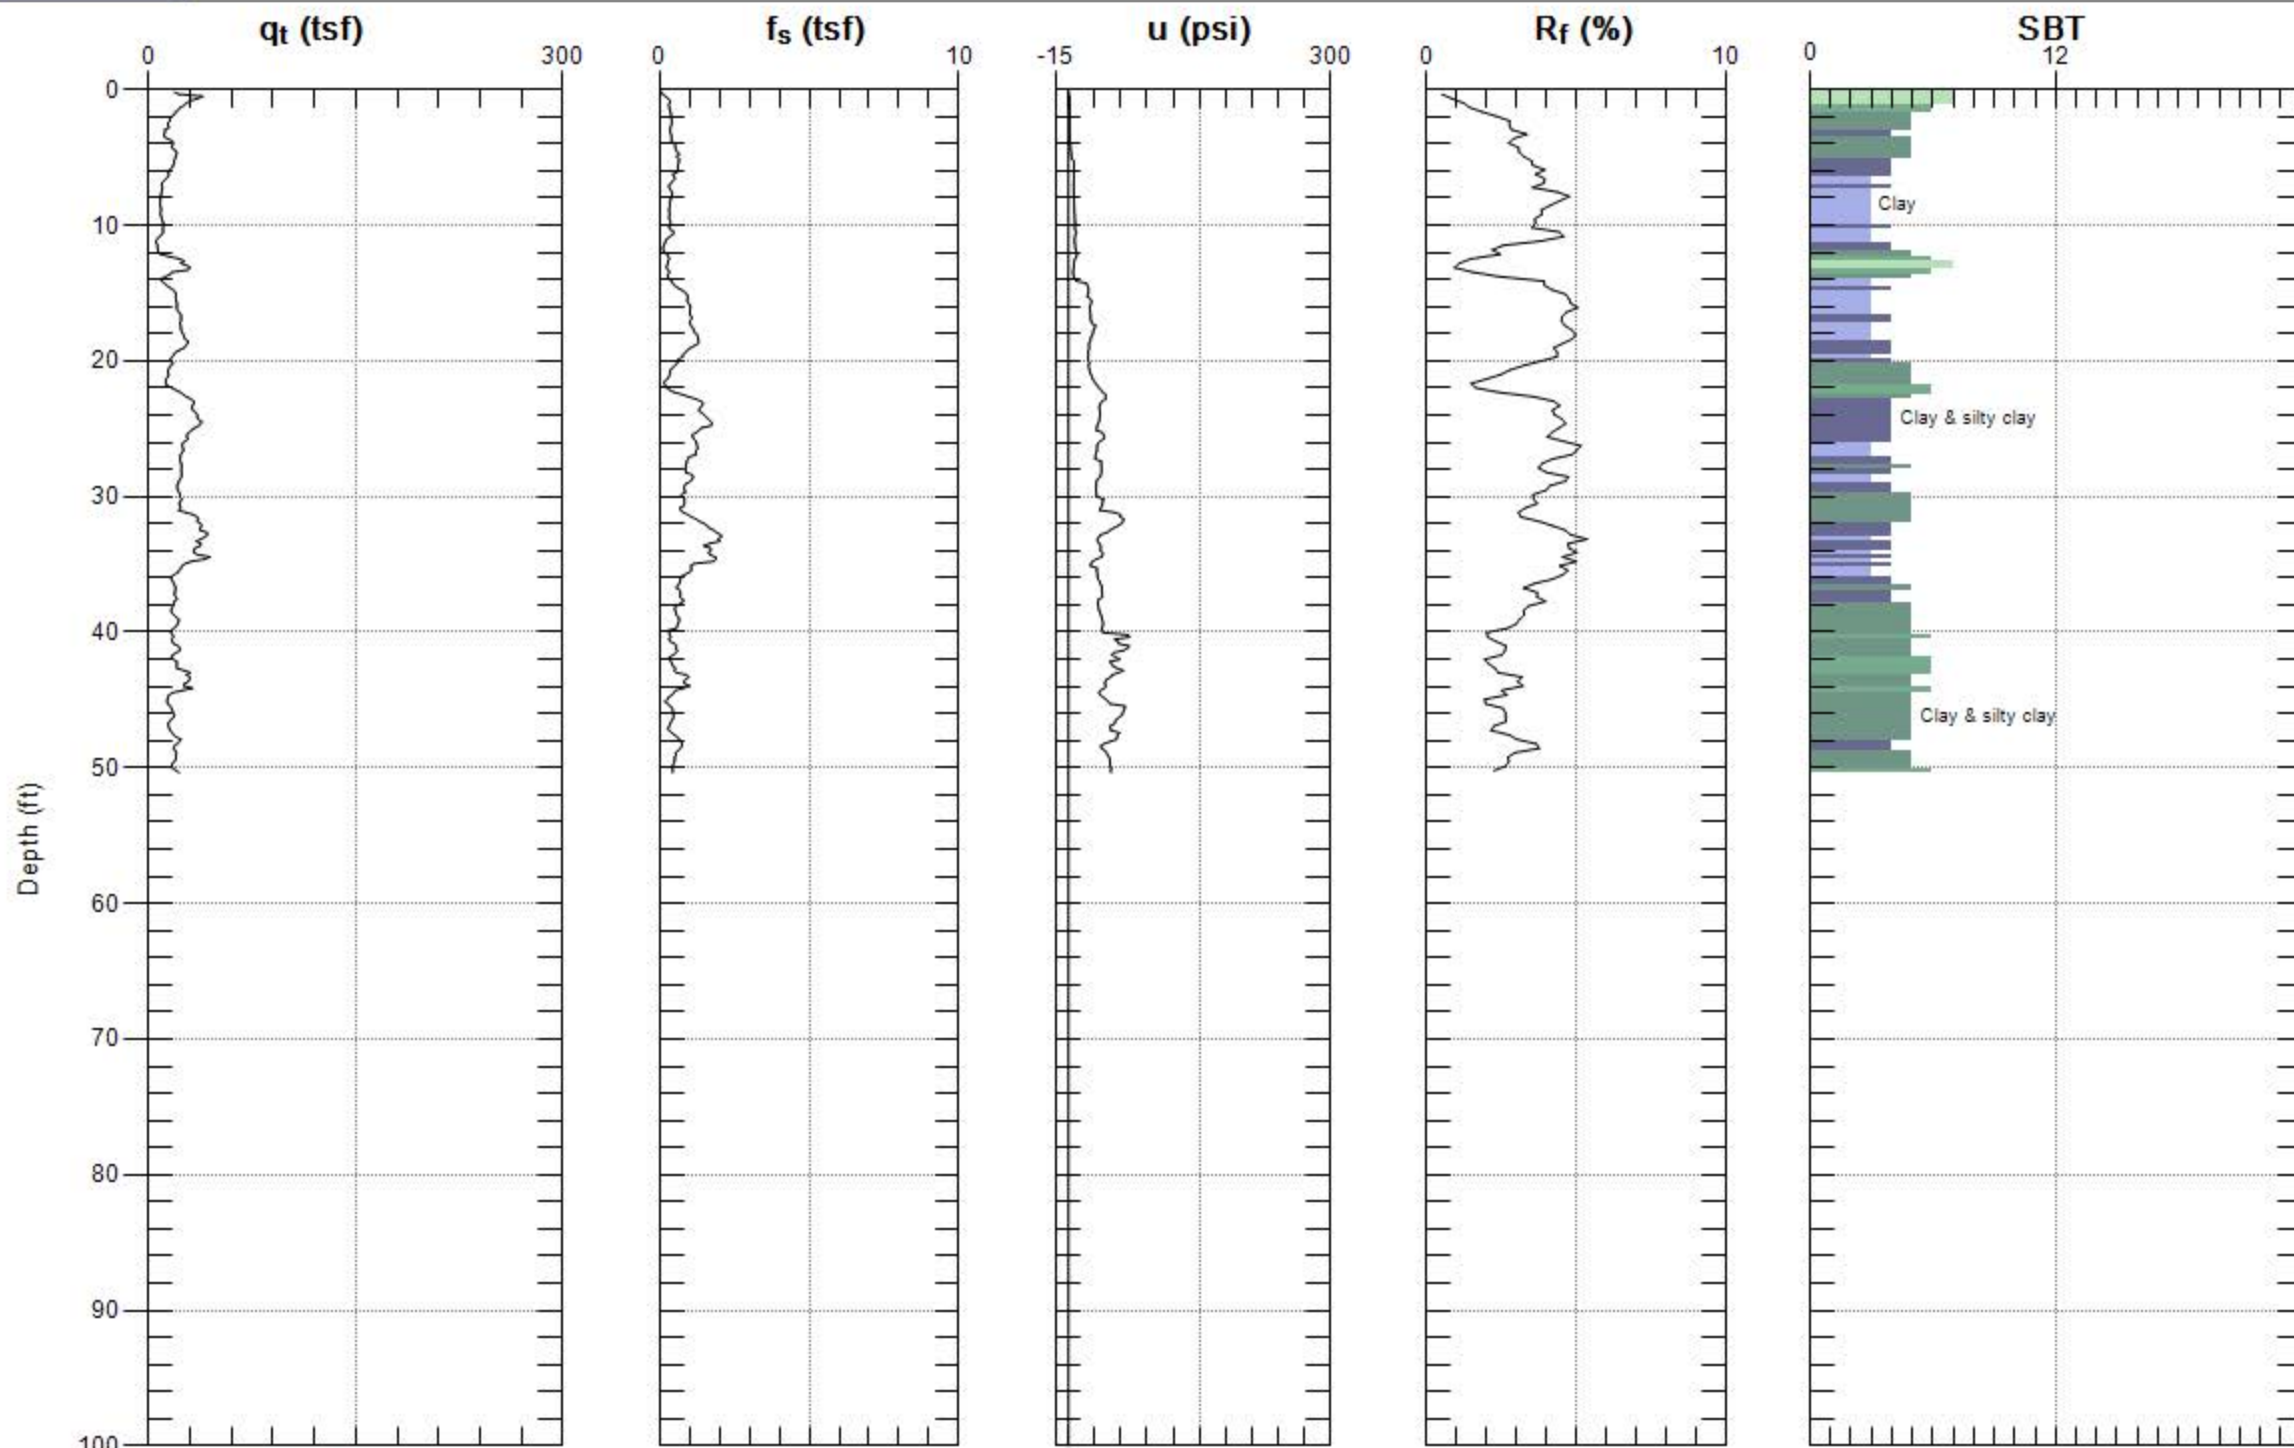 qt (tsf) fs (tsf) u (psi) Rf (%) SBT
0 300 0 10 -15 300 0 10 0 12
0
10
Clay
20
Clay & silty clay
30
40
Clay & silty clay
50
Depth (ft)
60
70
80
90
100